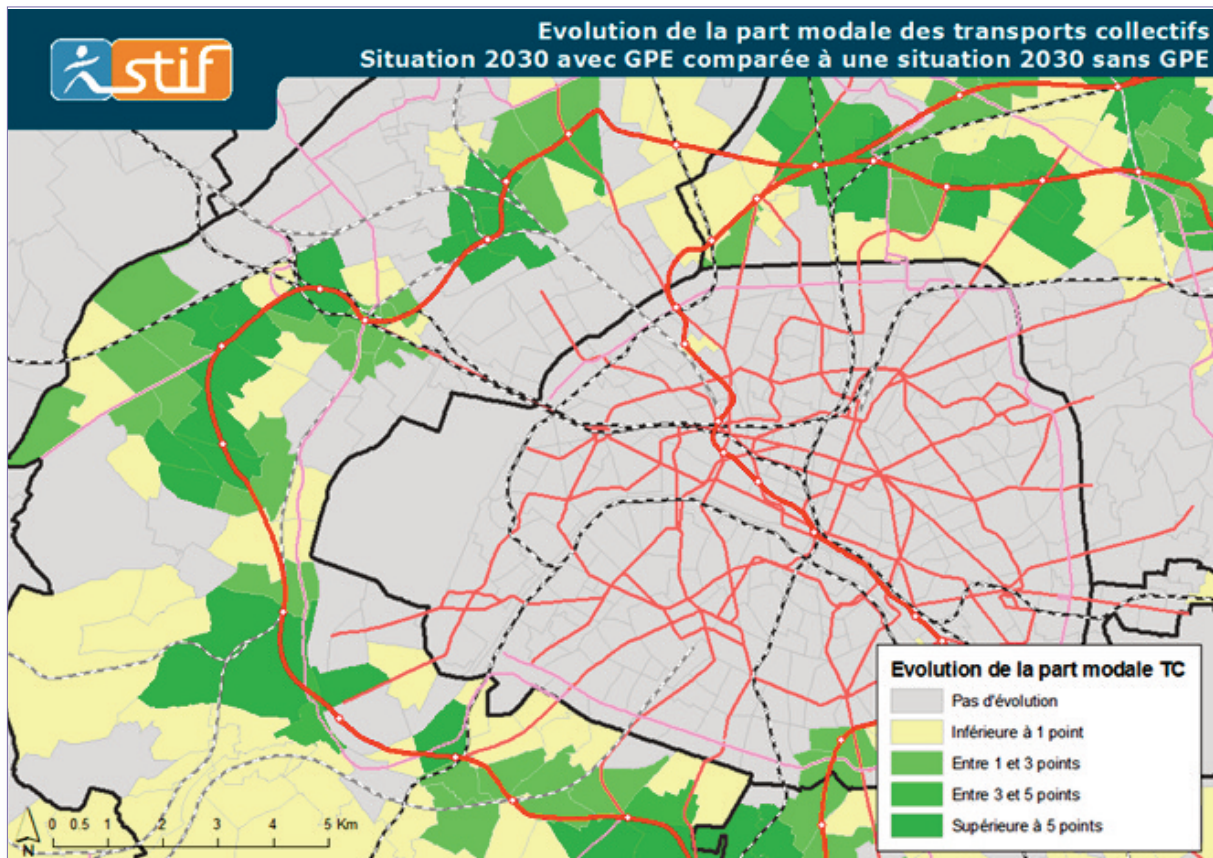 stif
Evolution de la part modale des transports collectifs
Situation 2030 avec GPE comparée à une situation 2030 sans GPE
Evolution de la part modale TC
Pas d'évolution
Inférieure à 1 point
Entre 1 et 3 points
Entre 3 et 5 points
Supérieure à 5 points
0 0.5 1 2 3 4 5 Km
N